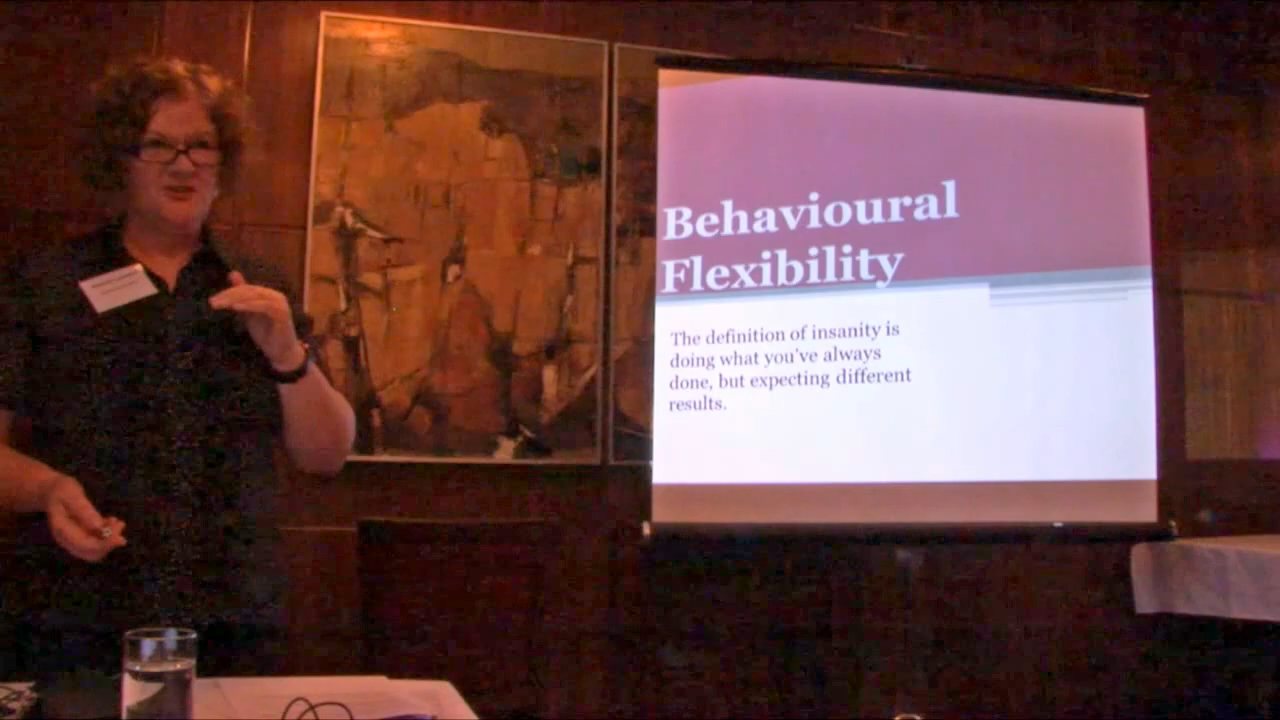 Behavioural
Flexibility
The definition of insanity is
doing what you've always
done, but expecting different
results.